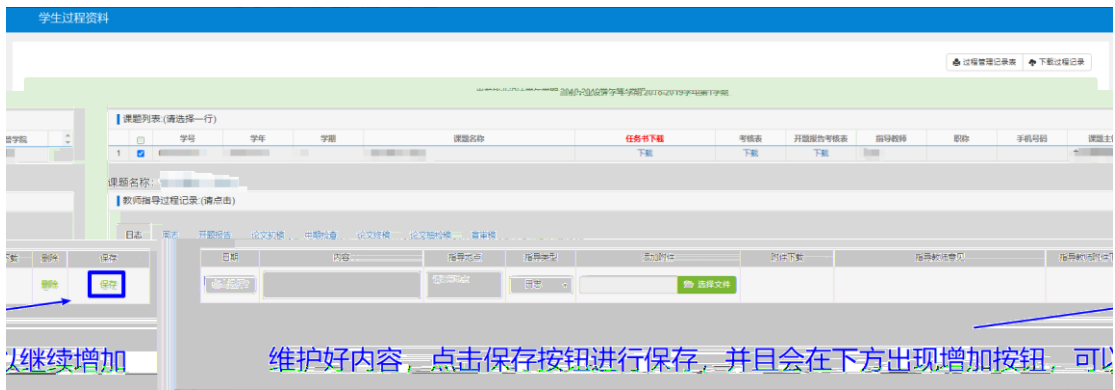 学生过程资料
过程管理记录表 下载过程记录
课题列表:(请选择一行)
学号 学年 学期 课题名称 任务书下载 考核表 开题报告考核表 指导教师 职称 手机号码
1 下载 下载 下载
课题名称:
教师指导过程记录:(请点击)
日志 周志 开题报告 论文初稿 中期检查 论文终稿
删除 保存 日期 内容 指导地点 指导类型 添加附件 附件下载 指导教师意见
删除 保存 选择文件
以继续增加 维护好内容，点击保存按钮进行保存，并且会在下方出现增加按钮，可以